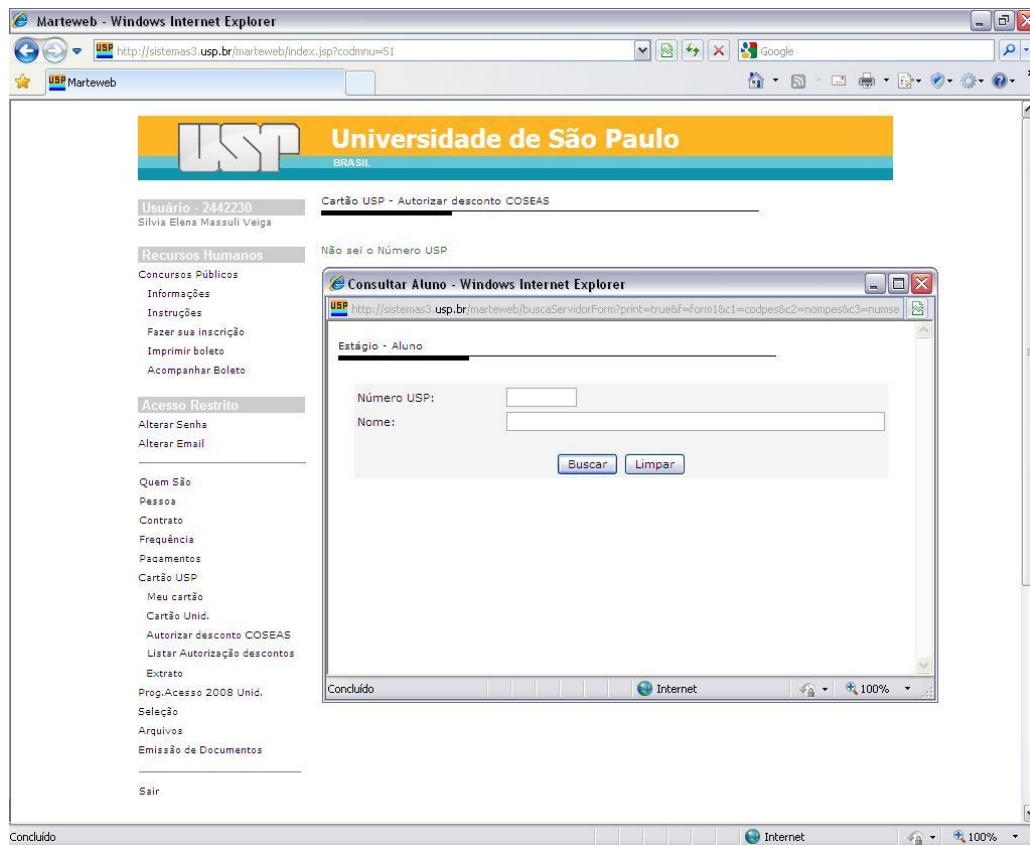 Marteweb - Windows Internet Explorer
USP http://sistemas3.usp.br/marteweb/index.jsp?codmnu=51
Google
USP Marteweb
USP
Universidade de São Paulo
BRASIL
Usuário - 2442230
Silvia Elena Massuli Veiga
Recursos Humanos
Concursos Públicos
Informações
Instruções
Fazer sua inscrição
Imprimir boleto
Acompanhar Boleto
Acesso Restrito
Alterar Senha
Alterar Email
Quem São
Pessoa
Contrato
Frequência
Pagamentos
Cartão USP
Meu cartão
Cartão Unid.
Autorizar desconto COSEAS
Listar Autorização descontos
Extrato
Prog.Acesso 2008 Unid.
Seleção
Arquivos
Emissão de Documentos
Sair
Cartão USP - Autorizar desconto COSEAS
Não sei o Número USP
Consultar Aluno - Windows Internet Explorer
USP http://sistemas3.usp.br/marteweb/buscaServidorForm?print=true&f=form1&c1=codpes&c2=nompes&c3=numse
Estágio - Aluno
Número USP:
Nome:
Buscar Limpar
Concluído Internet 100%
Concluído Internet 100%